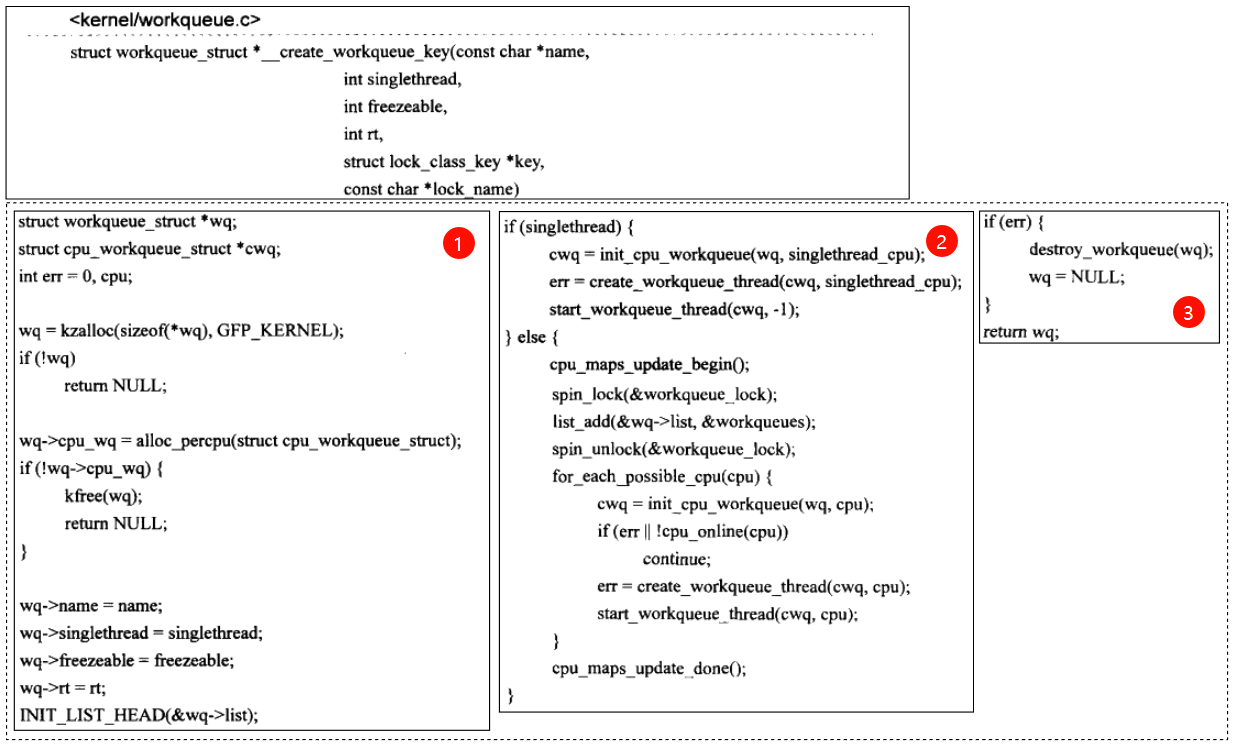 <kernel/workqueue.c>
struct workqueue_struct *__create_workqueue_key(const char *name,
int singlethread,
int freezeable,
int rt,
struct lock_class_key *key,
const char *lock_name)
1
struct workqueue_struct *wq;
struct cpu_workqueue_struct *cwq;
int err = 0, cpu;
wq = kzalloc(sizeof(*wq), GFP_KERNEL);
if (!wq)
return NULL;
wq->cpu_wq = alloc_percpu(struct cpu_workqueue_struct);
if (!wq->cpu_wq) {
kfree(wq);
return NULL;
}
wq->name = name;
wq->singlethread = singlethread;
wq->freezeable = freezeable;
wq->rt = rt;
INIT_LIST_HEAD(&wq->list);
2
if (singlethread) {
cwq = init_cpu_workqueue(wq, singlethread_cpu);
err = create_workqueue_thread(cwq, singlethread_cpu);
start_workqueue_thread(cwq, -1);
} else {
cpu_maps_update_begin();
spin_lock(&workqueue_lock);
list_add(&wq->list, &workqueues);
spin_unlock(&workqueue_lock);
for_each_possible_cpu(cpu) {
cwq = init_cpu_workqueue(wq, cpu);
if (err || !cpu_online(cpu))
continue;
err = create_workqueue_thread(cwq, cpu);
start_workqueue_thread(cwq, cpu);
}
cpu_maps_update_done();
}
3
if (err) {
destroy_workqueue(wq);
wq = NULL;
}
return wq;